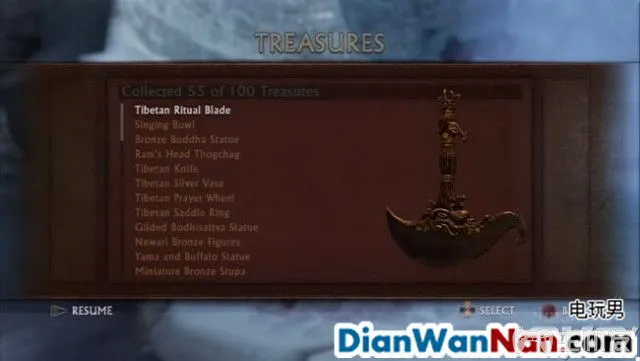 TREASURES
Collected 55 of 100 Treasures
Tibetan Ritual Blade
Singing Bowl
Bronze Buddha Statue
Ram's Head Thogchag
Tibetan Knife
Tibetan Silver Vase
Tibetan Prayer Wheel
Tibetan Saddle Ring
Gilded Bodhisattva Statue
Newari Bronze Figures
Yama and Buffalo Statue
Miniature Bronze Stupa
RESUME
SELECT
电玩男
DianWanNan.com